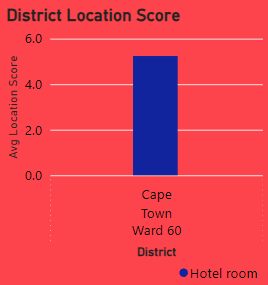 District Location Score
6.0
4.0
2.0
0.0
Avg Location Score
Cape
Town
Ward 60
District
Hotel room